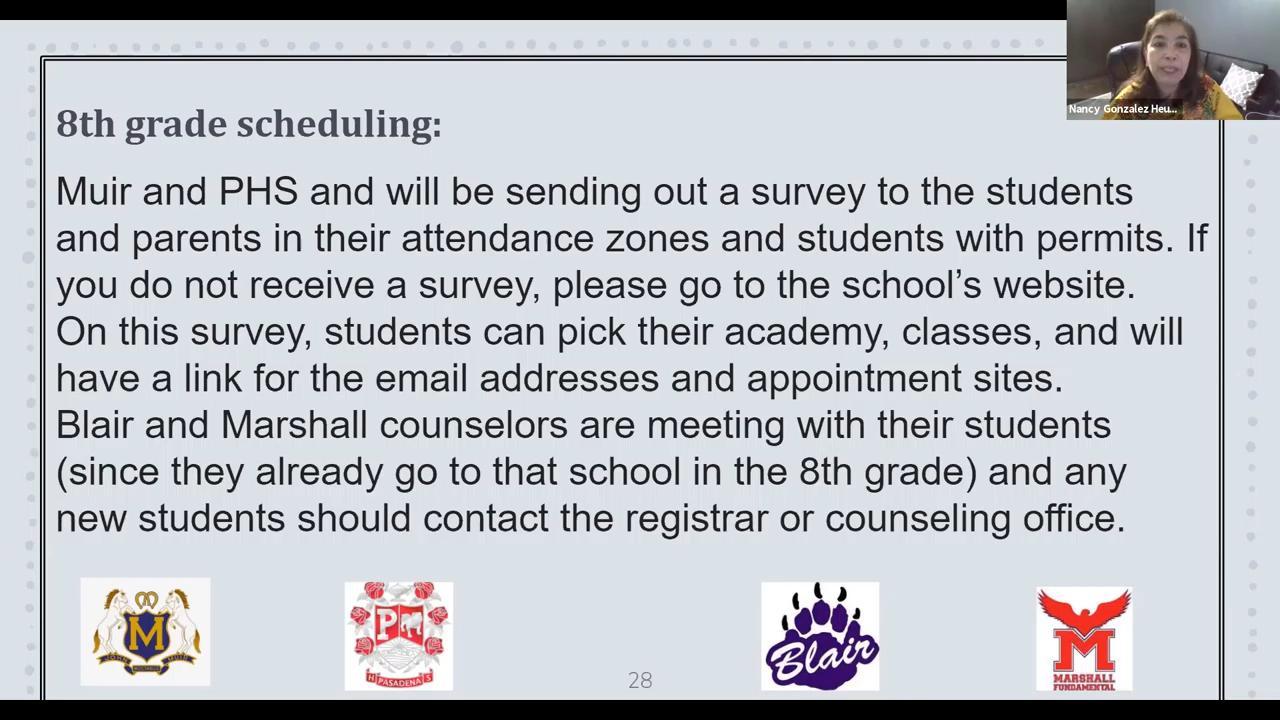 Nancy Gonzalez Heu...
8th grade scheduling:
Muir and PHS and will be sending out a survey to the students
and parents in their attendance zones and students with permits. If
you do not receive a survey, please go to the school’s website.
On this survey, students can pick their academy, classes, and will
have a link for the email addresses and appointment sites.
Blair and Marshall counselors are meeting with their students
(since they already go to that school in the 8th grade) and any
new students should contact the registrar or counseling office.
M
JOHN MUIR
MUSTANGS
P
H PASADENA S
Blair
M
MARSHALL
FUNDAMENTAL
28